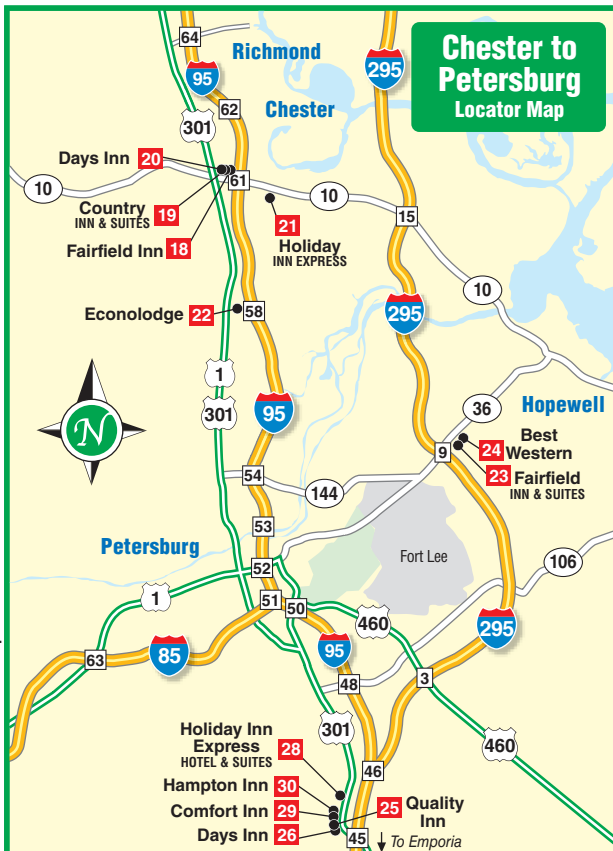 Chester to
Petersburg
Locator Map
64
Richmond
95
295
62
Chester
301
Days Inn 20
10
61
Country
INN & SUITES 19
Fairfield Inn 18
21
Holiday
INN EXPRESS
10
15
10
Econolodge 22
58
295
1
301
95
N
36
Hopewell
24 Best
Western
9
23 Fairfield
INN & SUITES
54
144
53
Petersburg
52
Fort Lee
106
1
51
50
460
295
63
85
95
48
3
301
460
Holiday Inn
Express
HOTEL & SUITES
28
46
Hampton Inn 30
Comfort Inn 29
25 Quality
Inn
Days Inn 26
45
To Emporia